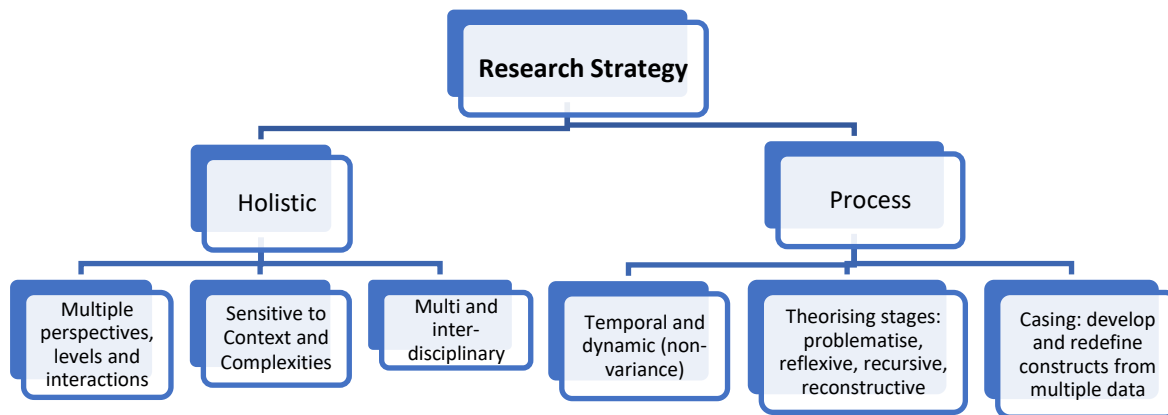 Research Strategy
Holistic
Process
Multiple
perspectives,
levels and
interactions
Sensitive to
Context and
Complexities
Multi and
inter-
disciplinary
Temporal and
dynamic (non-
variance)
Theorising stages:
problematise,
reflexive, recursive,
reconstructive
Casing: develop
and redefine
constructs from
multiple data